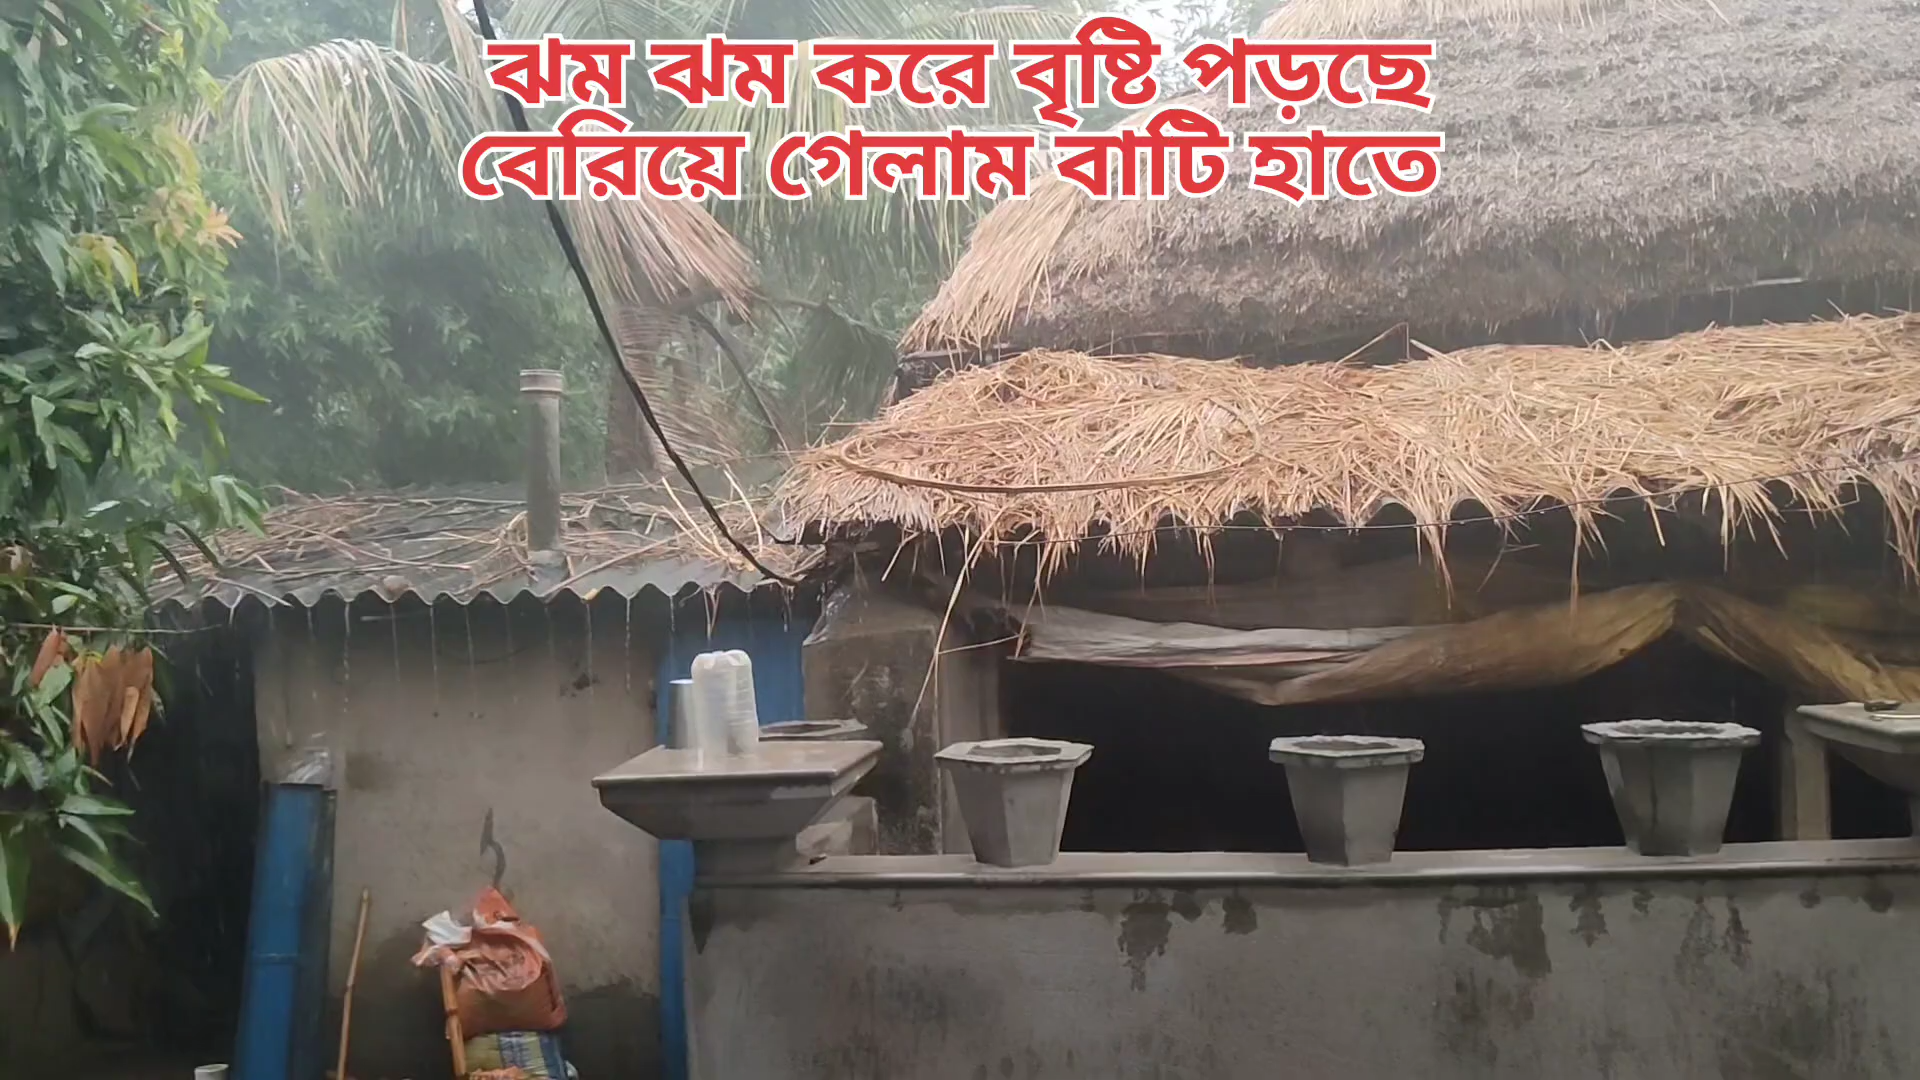 ঝম ঝম করে বৃষ্টি পড়ছে
বেরিয়ে গেলাম বাটি হাতে